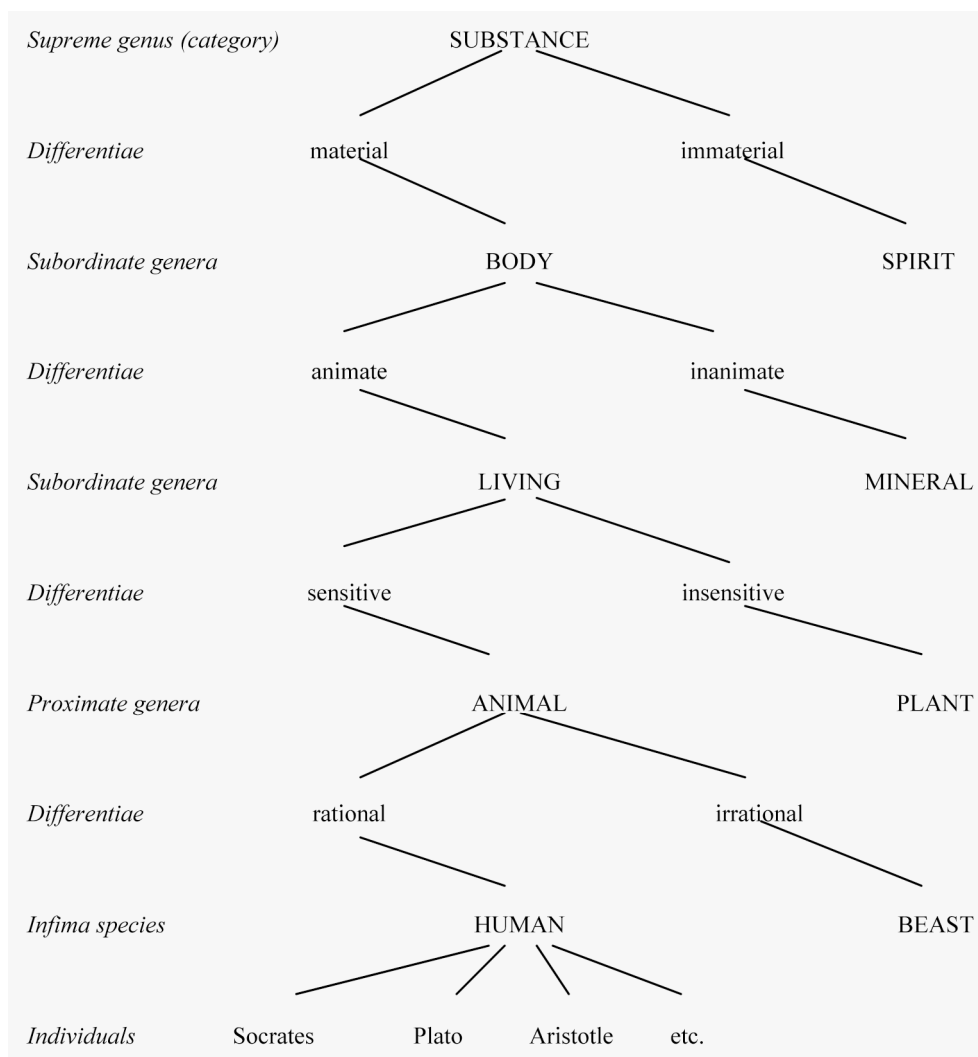 Supreme genus (category) SUBSTANCE
Differentiae material immaterial
Subordinate genera BODY SPIRIT
Differentiae animate inanimate
Subordinate genera LIVING MINERAL
Differentiae sensitive insensitive
Proximate genera ANIMAL PLANT
Differentiae rational irrational
Infima species HUMAN BEAST
Individuals Socrates Plato Aristotle etc.